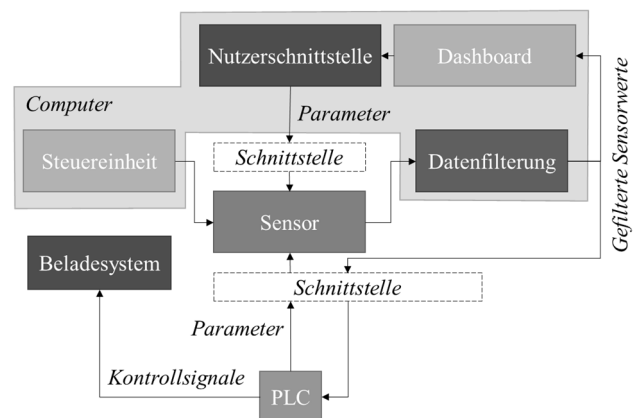 Nutzerschnittstelle
Dashboard
Computer
Parameter
Steuereinheit
Schnittstelle
Datenfilterung
Gefilterte Sensorwerte
Sensor
Beladesystem
Schnittstelle
Parameter
Kontrollsignale
PLC